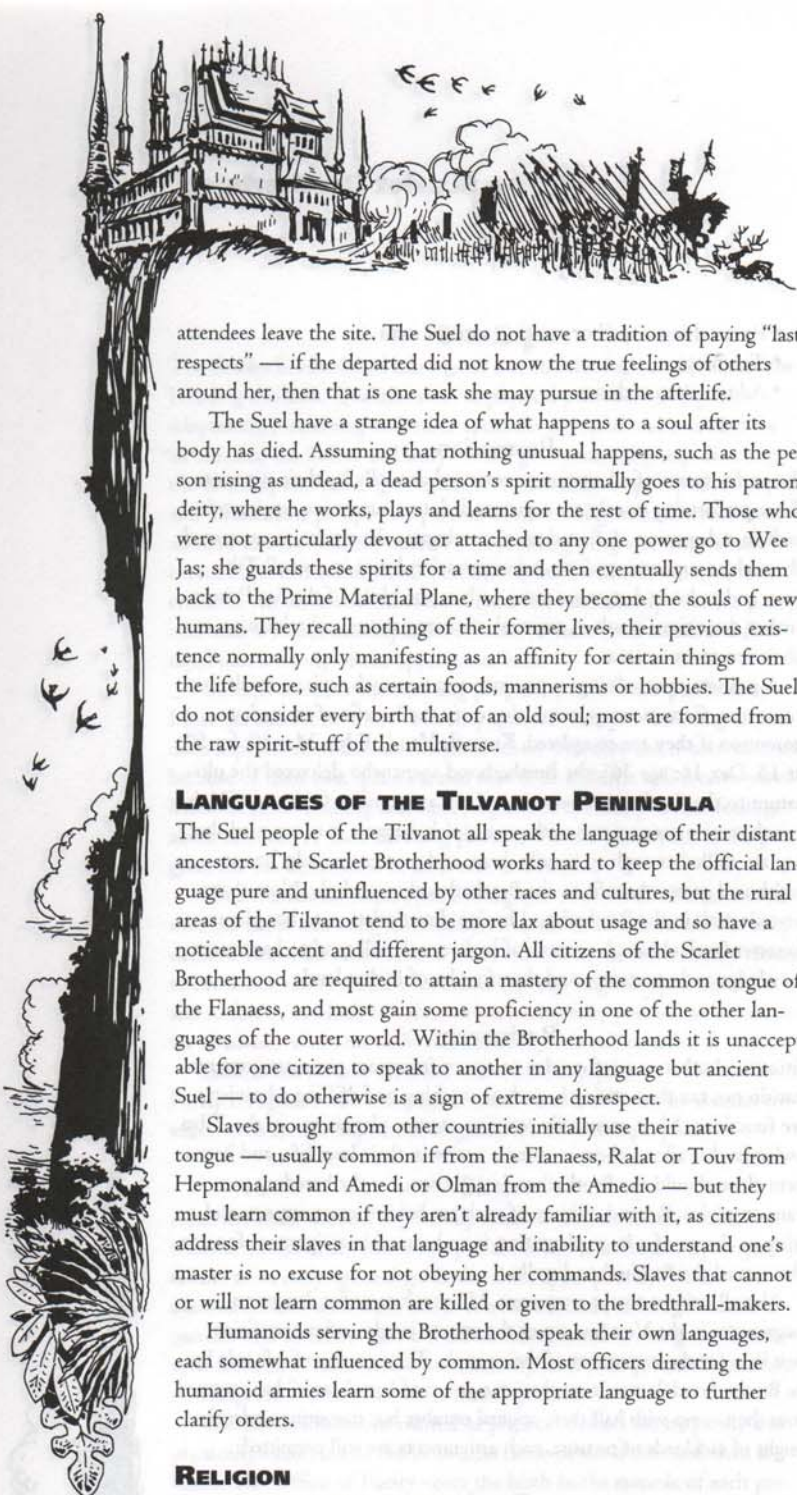 attendees leave the site. The Suel do not have a tradition of paying "last
respects" — if the departed did not know the true feelings of others
around her, then that is one task she may pursue in the afterlife.
The Suel have a strange idea of what happens to a soul after its
body has died. Assuming that nothing unusual happens, such as the pe
son rising as undead, a dead person's spirit normally goes to his patron
deity, where he works, plays and learns for the rest of time. Those who
were not particularly devout or attached to any one power go to Wee
Jas; she guards these spirits for a time and then eventually sends them
back to the Prime Material Plane, where they become the souls of new
humans. They recall nothing of their former lives, their previous exis-
tence normally only manifesting as an affinity for certain things from
the life before, such as certain foods, mannerisms or hobbies. The Suel
do not consider every birth that of an old soul; most are formed from
the raw spirit-stuff of the multiverse.
LANGUAGES OF THE TILVANOT PENINSULA
The Suel people of the Tilvanot all speak the language of their distant
ancestors. The Scarlet Brotherhood works hard to keep the official lan-
guage pure and uninfluenced by other races and cultures, but the rural
areas of the Tilvanot tend to be more lax about usage and so have a
noticeable accent and different jargon. All citizens of the Scarlet
Brotherhood are required to attain a mastery of the common tongue of
the Flanaess, and most gain some proficiency in one of the other lan-
guages of the outer world. Within the Brotherhood lands it is unaccep
able for one citizen to speak to another in any language but ancient
Suel — to do otherwise is a sign of extreme disrespect.
Slaves brought from other countries initially use their native
tongue — usually common if from the Flanaess, Ralat or Touv from
Hepmonaland and Amedi or Olman from the Amedio — but they
must learn common if they aren't already familiar with it, as citizens
address their slaves in that language and inability to understand one's
master is no excuse for not obeying her commands. Slaves that cannot
or will not learn common are killed or given to the bredthrall-makers.
Humanoids serving the Brotherhood speak their own languages,
each somewhat influenced by common. Most officers directing the
humanoid armies learn some of the appropriate language to further
clarify orders.
RELIGION